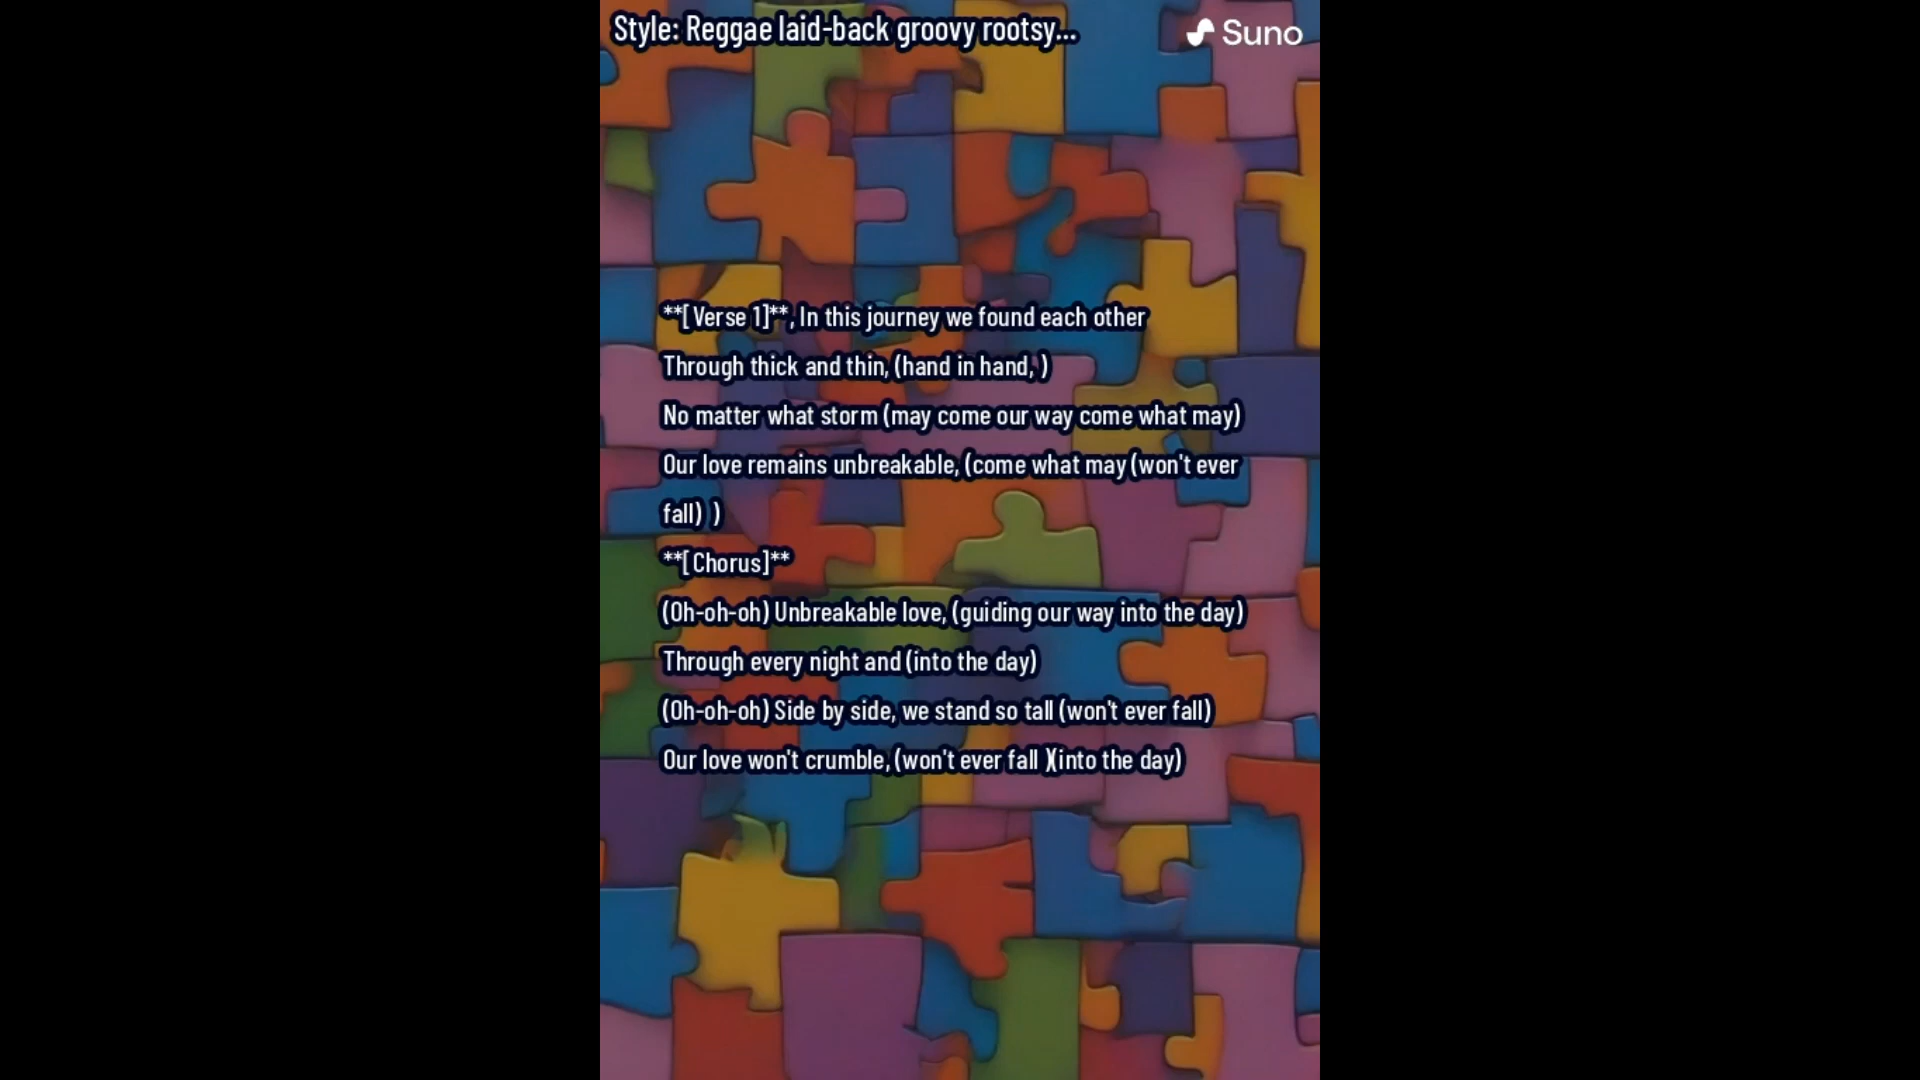 Style: Reggae laid-back groovy rootsy...
Suno
**[Verse 1]**, In this journey we found each other
Through thick and thin, (hand in hand, )
No matter what storm (may come our way come what may)
Our love remains unbreakable, (come what may (won't ever
fall) )
**[Chorus]**
(Oh-oh-oh) Unbreakable love, (guiding our way into the day)
Through every night and (into the day)
(Oh-oh-oh) Side by side, we stand so tall (won't ever fall)
Our love won't crumble, (won't ever fall )(into the day)